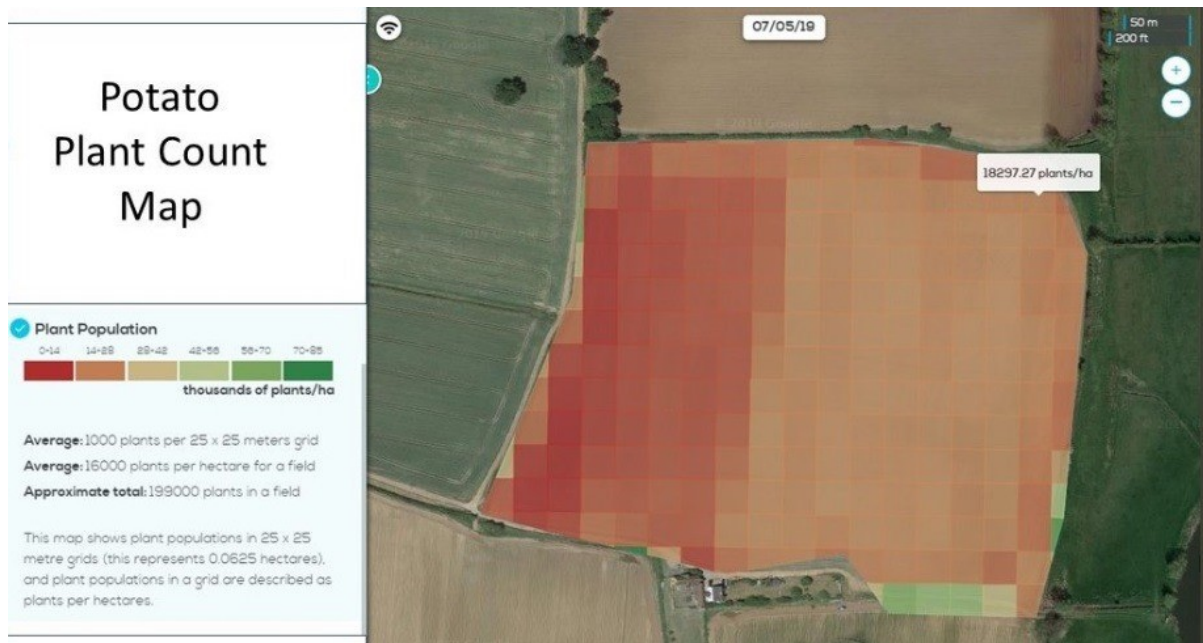 Potato
Plant Count
Map
Plant Population
0-14 14-28 28-42 42-56 56-70 70-85
thousands of plants/ha
Average: 1000 plants per 25 x 25 meters grid
Average: 16000 plants per hectare for a field
Approximate total: 199000 plants in a field
This map shows plant populations in 25 x 25
metre grids (this represents 0.0625 hectares),
and plant populations in a grid are described as
plants per hectares.
07/05/19
50 m
200 ft
+
−
18297.27 plants/ha